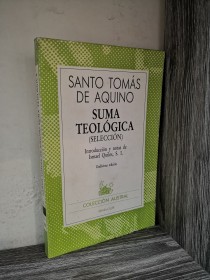 SANTO TOMÁS
DE AQUINO
SUMA
TEOLÓGICA
(SELECCIÓN)
Introducción y notas de
Ismael Quiles, S. I.
COLECCIÓN AUSTRAL